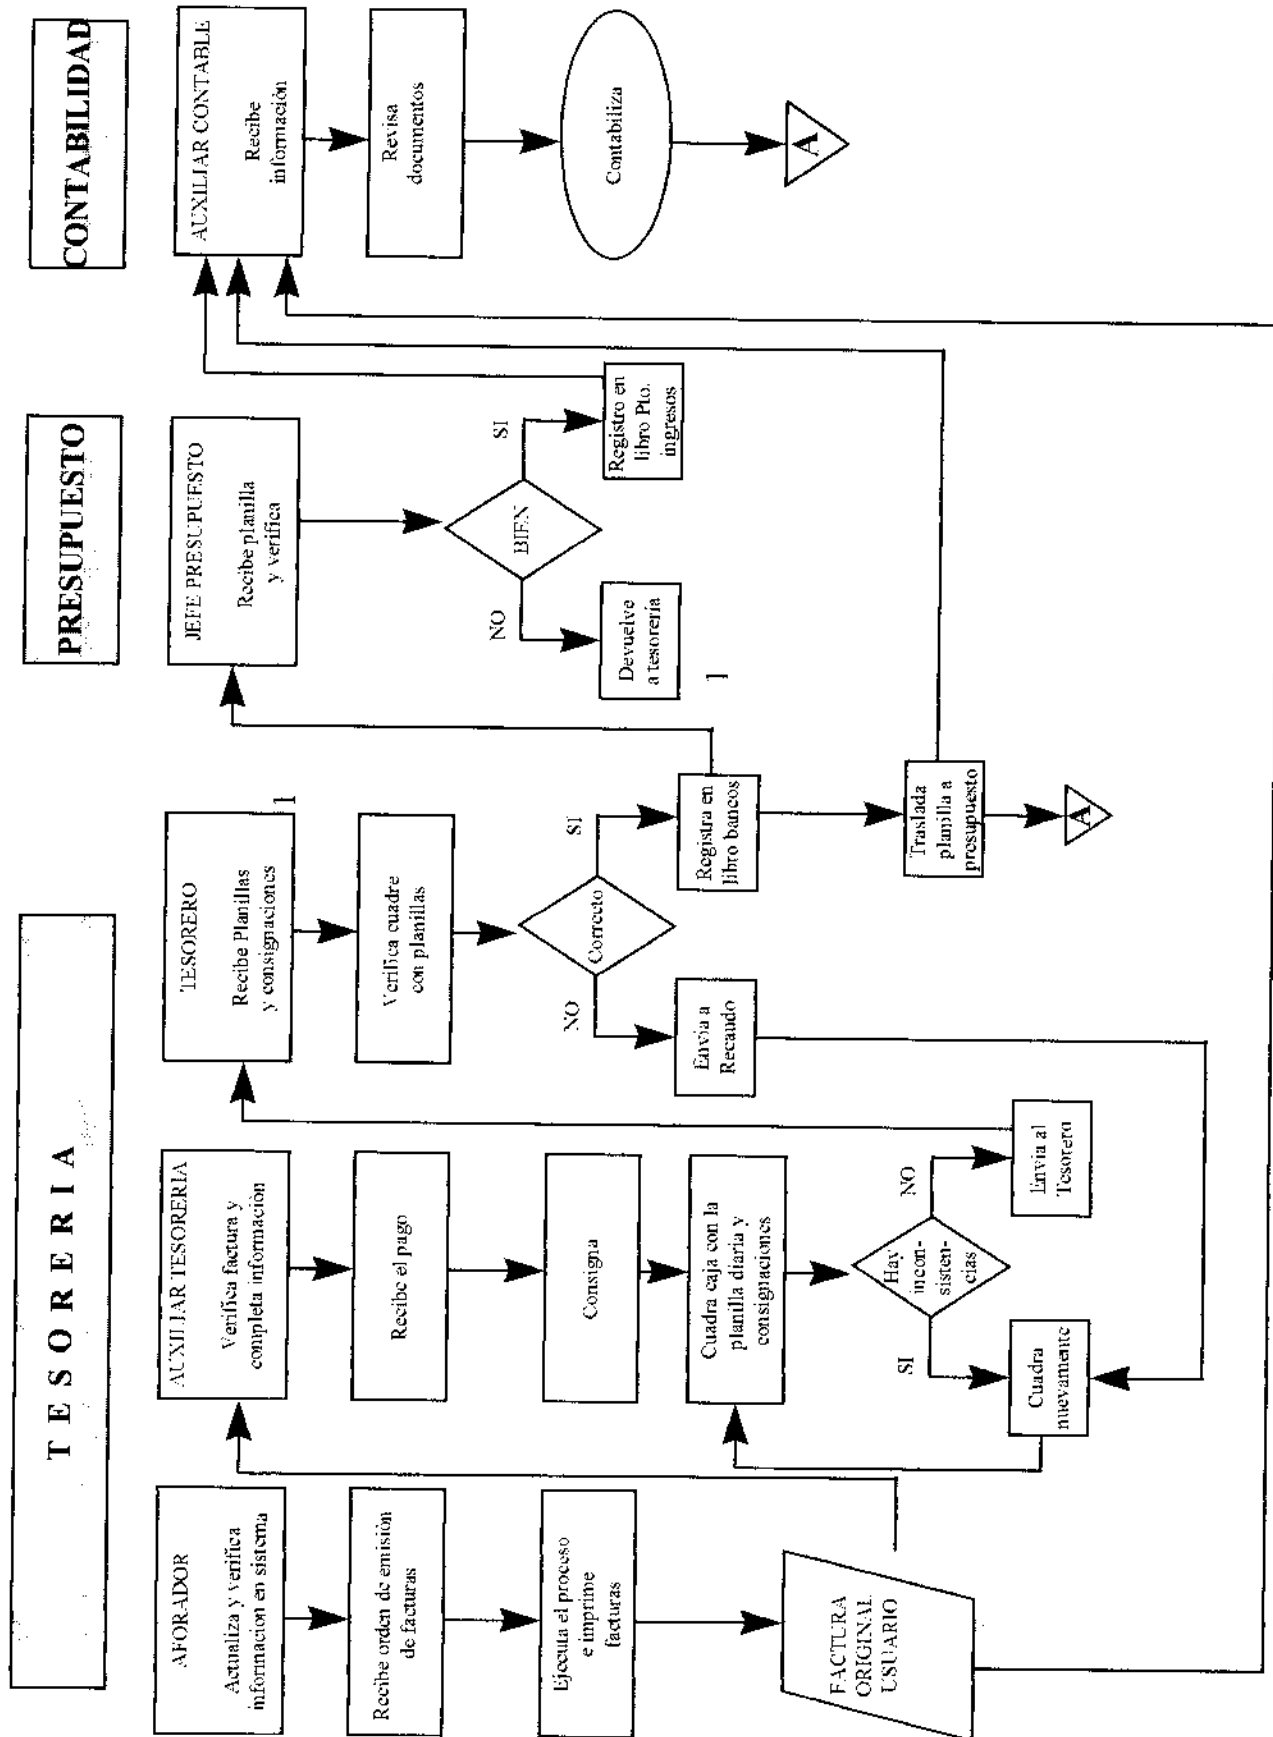 T E S O R E R I A
PRESUPUESTO
CONTABILIDAD
AFORADOR
Actualiza y verifica
informacion en sistema
Recibe orden de emisión
de facturas
Ejecuta el proceso
e imprime
facturas
FACTURA
ORIGINAL
USUARIO
AUXILIAR TESORERIA
Verifica factura y
completa información
Recibe el pago
Consigna
Cuadra caja con la
planilla diaria y
consignaciones
Hay
incon-
sisten-
cias
SI
NO
Cuadra
nuevamente
Envia al
Tesorero
TESORERO
Recibe Planillas
y consignaciones
1
Verifica cuadre
con planillas
Correcto
NO
SI
Envia a
Recaudo
Registra en
libro bancos
Traslada
planilla a
presupuesto
A
JEFE PRESUPUESTO
Recibe planilla
y verifica
BIEN
NO
SI
Devuelve
a tesorería
1
Registro en
libro Pto.
ingresos
AUXILIAR CONTABLE
Recibe
información
Revisa
documentos
Contabiliza
A